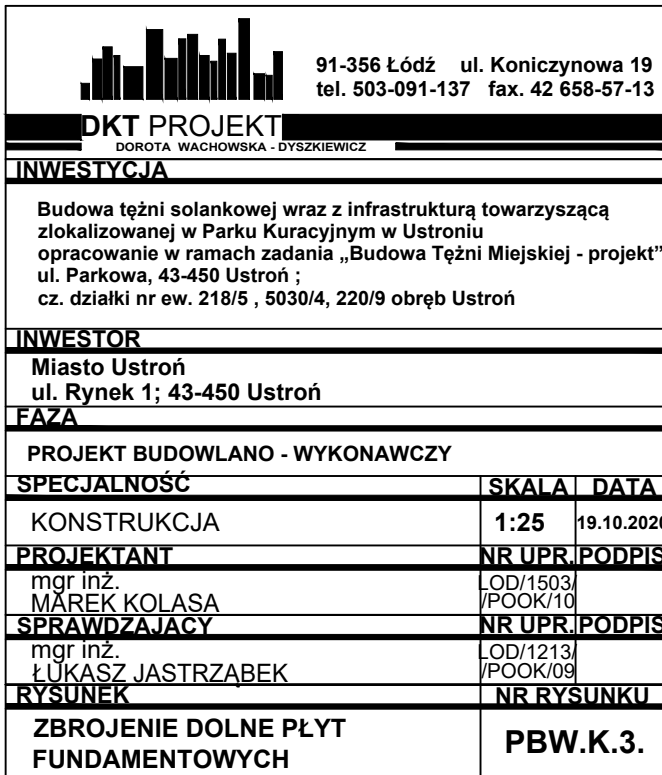 91-356 Łódź ul. Koniczynowa 19
tel. 503-091-137 fax. 42 658-57-13
DKT PROJEKT
DOROTA WACHOWSKA - DYSZKIEWICZ
INWESTYCJA
Budowa tężni solankowej wraz z infrastrukturą towarzyszącą
zlokalizowanej w Parku Kuracyjnym w Ustroniu
opracowanie w ramach zadania „Budowa Tężni Miejskiej - projekt”
ul. Parkowa, 43-450 Ustroń ;
cz. działki nr ew. 218/5 , 5030/4, 220/9 obręb Ustroń
INWESTOR
Miasto Ustroń
ul. Rynek 1; 43-450 Ustroń
FAZA
PROJEKT BUDOWLANO - WYKONAWCZY
SPECJALNOŚĆ SKALA DATA
KONSTRUKCJA 1:25 19.10.2020
PROJEKTANT NR UPR. PODPIS
mgr inż. LOD/1503/
MAREK KOLASA /POOK/10
SPRAWDZAJACY NR UPR. PODPIS
mgr inż. LOD/1213/
ŁUKASZ JASTRZĄBEK /POOK/09
RYSUNEK NR RYSUNKU
ZBROJENIE DOLNE PŁYT
FUNDAMENTOWYCH PBW.K.3.